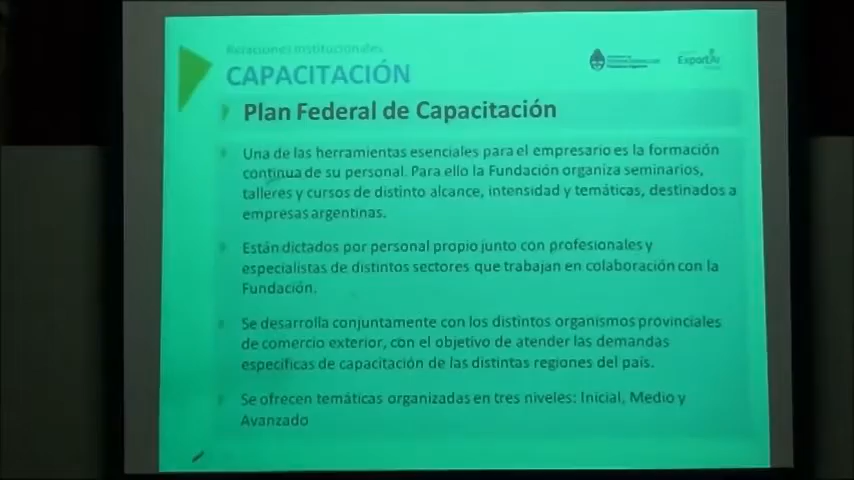 Relaciones Institucionales
CAPACITACIÓN
ExportAr
Plan Federal de Capacitación
Una de las herramientas esenciales para el empresario es la formación
continua de su personal. Para ello la Fundación organiza seminarios,
talleres y cursos de distinto alcance, intensidad y temáticas, destinados a
empresas argentinas.
Están dictados por personal propio junto con profesionales y
especialistas de distintos sectores que trabajan en colaboración con la
Fundación.
Se desarrolla conjuntamente con los distintos organismos provinciales
de comercio exterior, con el objetivo de atender las demandas
específicas de capacitación de las distintas regiones del país.
Se ofrecen temáticas organizadas en tres niveles: Inicial, Medio y
Avanzado